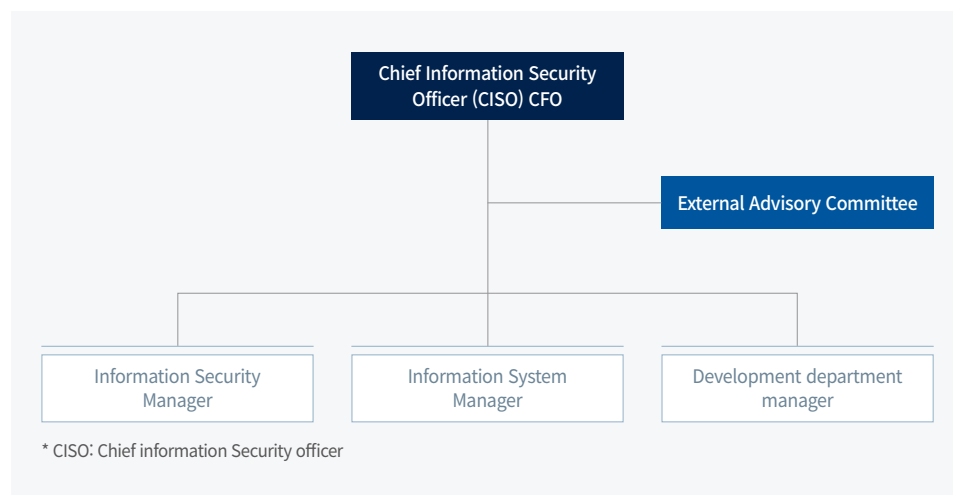 Chief Information Security
Officer (CISO) CFO
External Advisory Committee
Information Security
Manager
Information System
Manager
Development department
manager
* CISO: Chief information Security officer